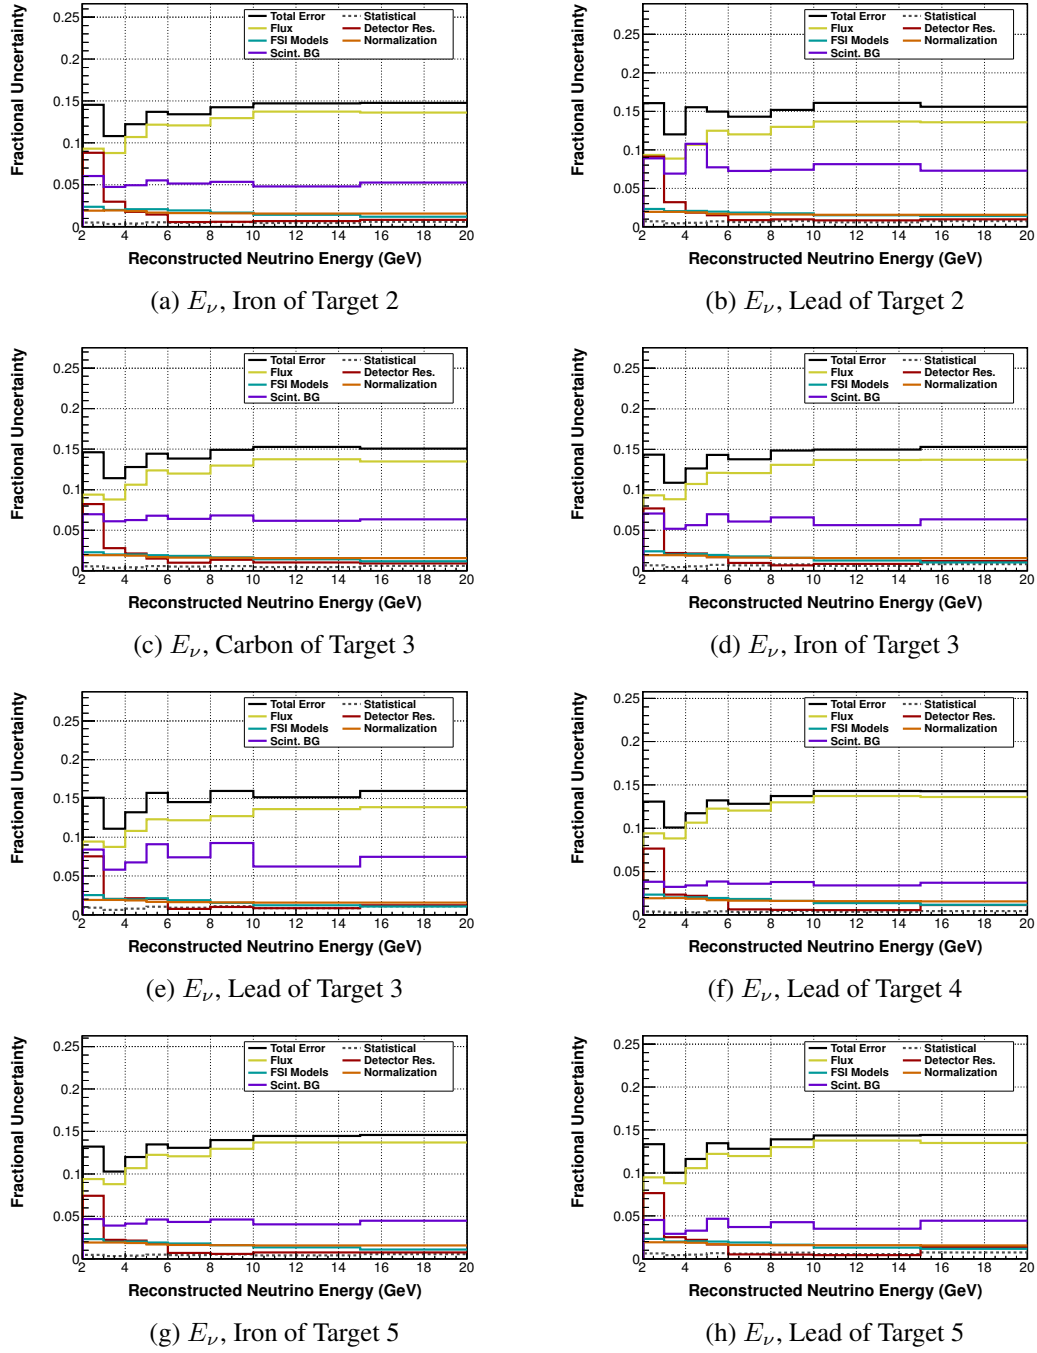 Fractional Uncertainty
0.25
0.2
0.15
0.1
0.05
0
2 4 6 8 10 12 14 16 18 20
Reconstructed Neutrino Energy (GeV)
Total Error Statistical
Flux Detector Res.
FSI Models Normalization
Scint. BG
(a) Eν, Iron of Target 2
Fractional Uncertainty
0.25
0.2
0.15
0.1
0.05
0
2 4 6 8 10 12 14 16 18 20
Reconstructed Neutrino Energy (GeV)
Total Error Statistical
Flux Detector Res.
FSI Models Normalization
Scint. BG
(b) Eν, Lead of Target 2
Fractional Uncertainty
0.25
0.2
0.15
0.1
0.05
0
2 4 6 8 10 12 14 16 18 20
Reconstructed Neutrino Energy (GeV)
Total Error Statistical
Flux Detector Res.
FSI Models Normalization
Scint. BG
(c) Eν, Carbon of Target 3
Fractional Uncertainty
0.25
0.2
0.15
0.1
0.05
0
2 4 6 8 10 12 14 16 18 20
Reconstructed Neutrino Energy (GeV)
Total Error Statistical
Flux Detector Res.
FSI Models Normalization
Scint. BG
(d) Eν, Iron of Target 3
Fractional Uncertainty
0.25
0.2
0.15
0.1
0.05
0
2 4 6 8 10 12 14 16 18 20
Reconstructed Neutrino Energy (GeV)
Total Error Statistical
Flux Detector Res.
FSI Models Normalization
Scint. BG
(e) Eν, Lead of Target 3
Fractional Uncertainty
0.25
0.2
0.15
0.1
0.05
0
2 4 6 8 10 12 14 16 18 20
Reconstructed Neutrino Energy (GeV)
Total Error Statistical
Flux Detector Res.
FSI Models Normalization
Scint. BG
(f) Eν, Lead of Target 4
Fractional Uncertainty
0.25
0.2
0.15
0.1
0.05
0
2 4 6 8 10 12 14 16 18 20
Reconstructed Neutrino Energy (GeV)
Total Error Statistical
Flux Detector Res.
FSI Models Normalization
Scint. BG
(g) Eν, Iron of Target 5
Fractional Uncertainty
0.25
0.2
0.15
0.1
0.05
0
2 4 6 8 10 12 14 16 18 20
Reconstructed Neutrino Energy (GeV)
Total Error Statistical
Flux Detector Res.
FSI Models Normalization
Scint. BG
(h) Eν, Lead of Target 5